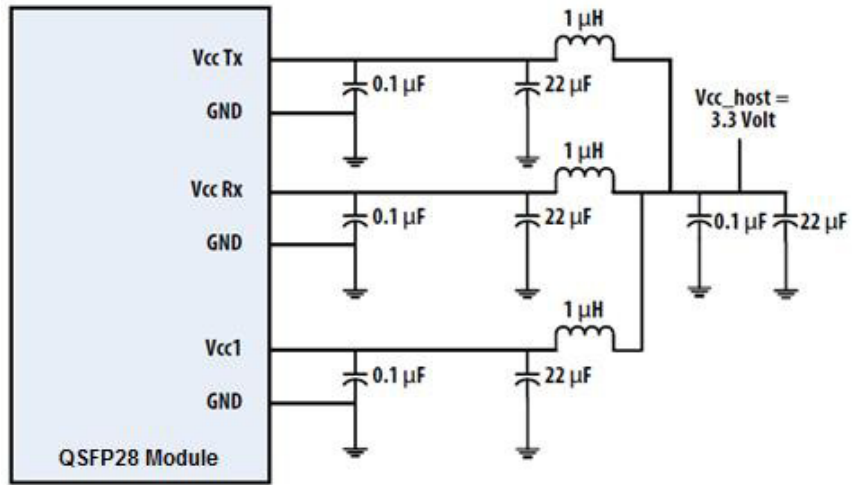 1 µH
Vcc Tx
0.1 µF
22 µF
GND
Vcc_host =
3.3 Volt
1 µH
Vcc Rx
0.1 µF
22 µF
0.1 µF
22 µF
GND
1 µH
Vcc1
0.1 µF
22 µF
GND
QSFP28 Module